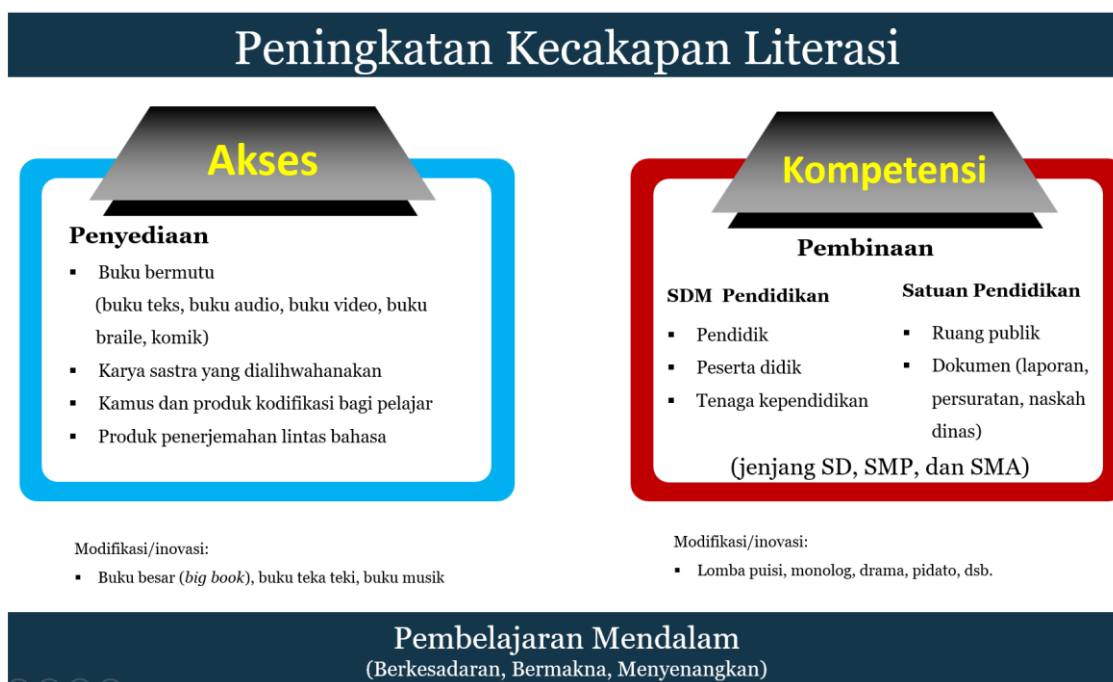 Peningkatan Kecakapan Literasi
Akses
Penyediaan
▪ Buku bermutu
(buku teks, buku audio, buku video, buku
braile, komik)
▪ Karya sastra yang dialihwahanakan
▪ Kamus dan produk kodifikasi bagi pelajar
▪ Produk penerjemahan lintas bahasa
Modifikasi/inovasi:
▪ Buku besar (big book), buku teka teki, buku musik
Kompetensi
Pembinaan
SDM Pendidikan
▪ Pendidik
▪ Peserta didik
▪ Tenaga kependidikan
Satuan Pendidikan
▪ Ruang publik
▪ Dokumen (laporan,
persuratan, naskah
dinas)
(jenjang SD, SMP, dan SMA)
Modifikasi/inovasi:
▪ Lomba puisi, monolog, drama, pidato, dsb.
Pembelajaran Mendalam
(Berkesadaran, Bermakna, Menyenangkan)